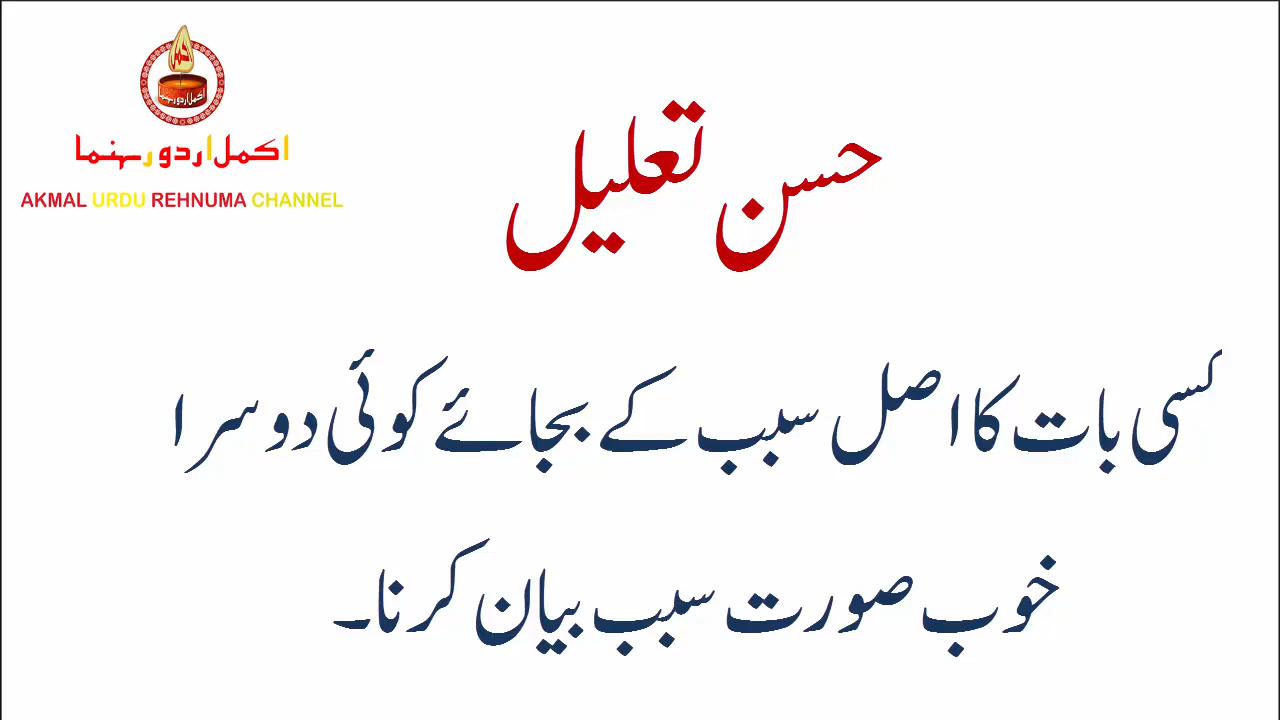 اکمل اردو رہنما
AKMAL URDU REHNUMA CHANNEL
حسن تعلیل
کسی بات کا اصل سبب کے بجائے کوئی دوسرا
خوب صورت سبب بیان کرنا۔